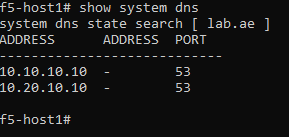 f5-host1# show system dns
system dns state search [ lab.ae ]
ADDRESS     ADDRESS  PORT
---------------------------
10.10.10.10  -        53
10.20.10.10  -        53

f5-host1#